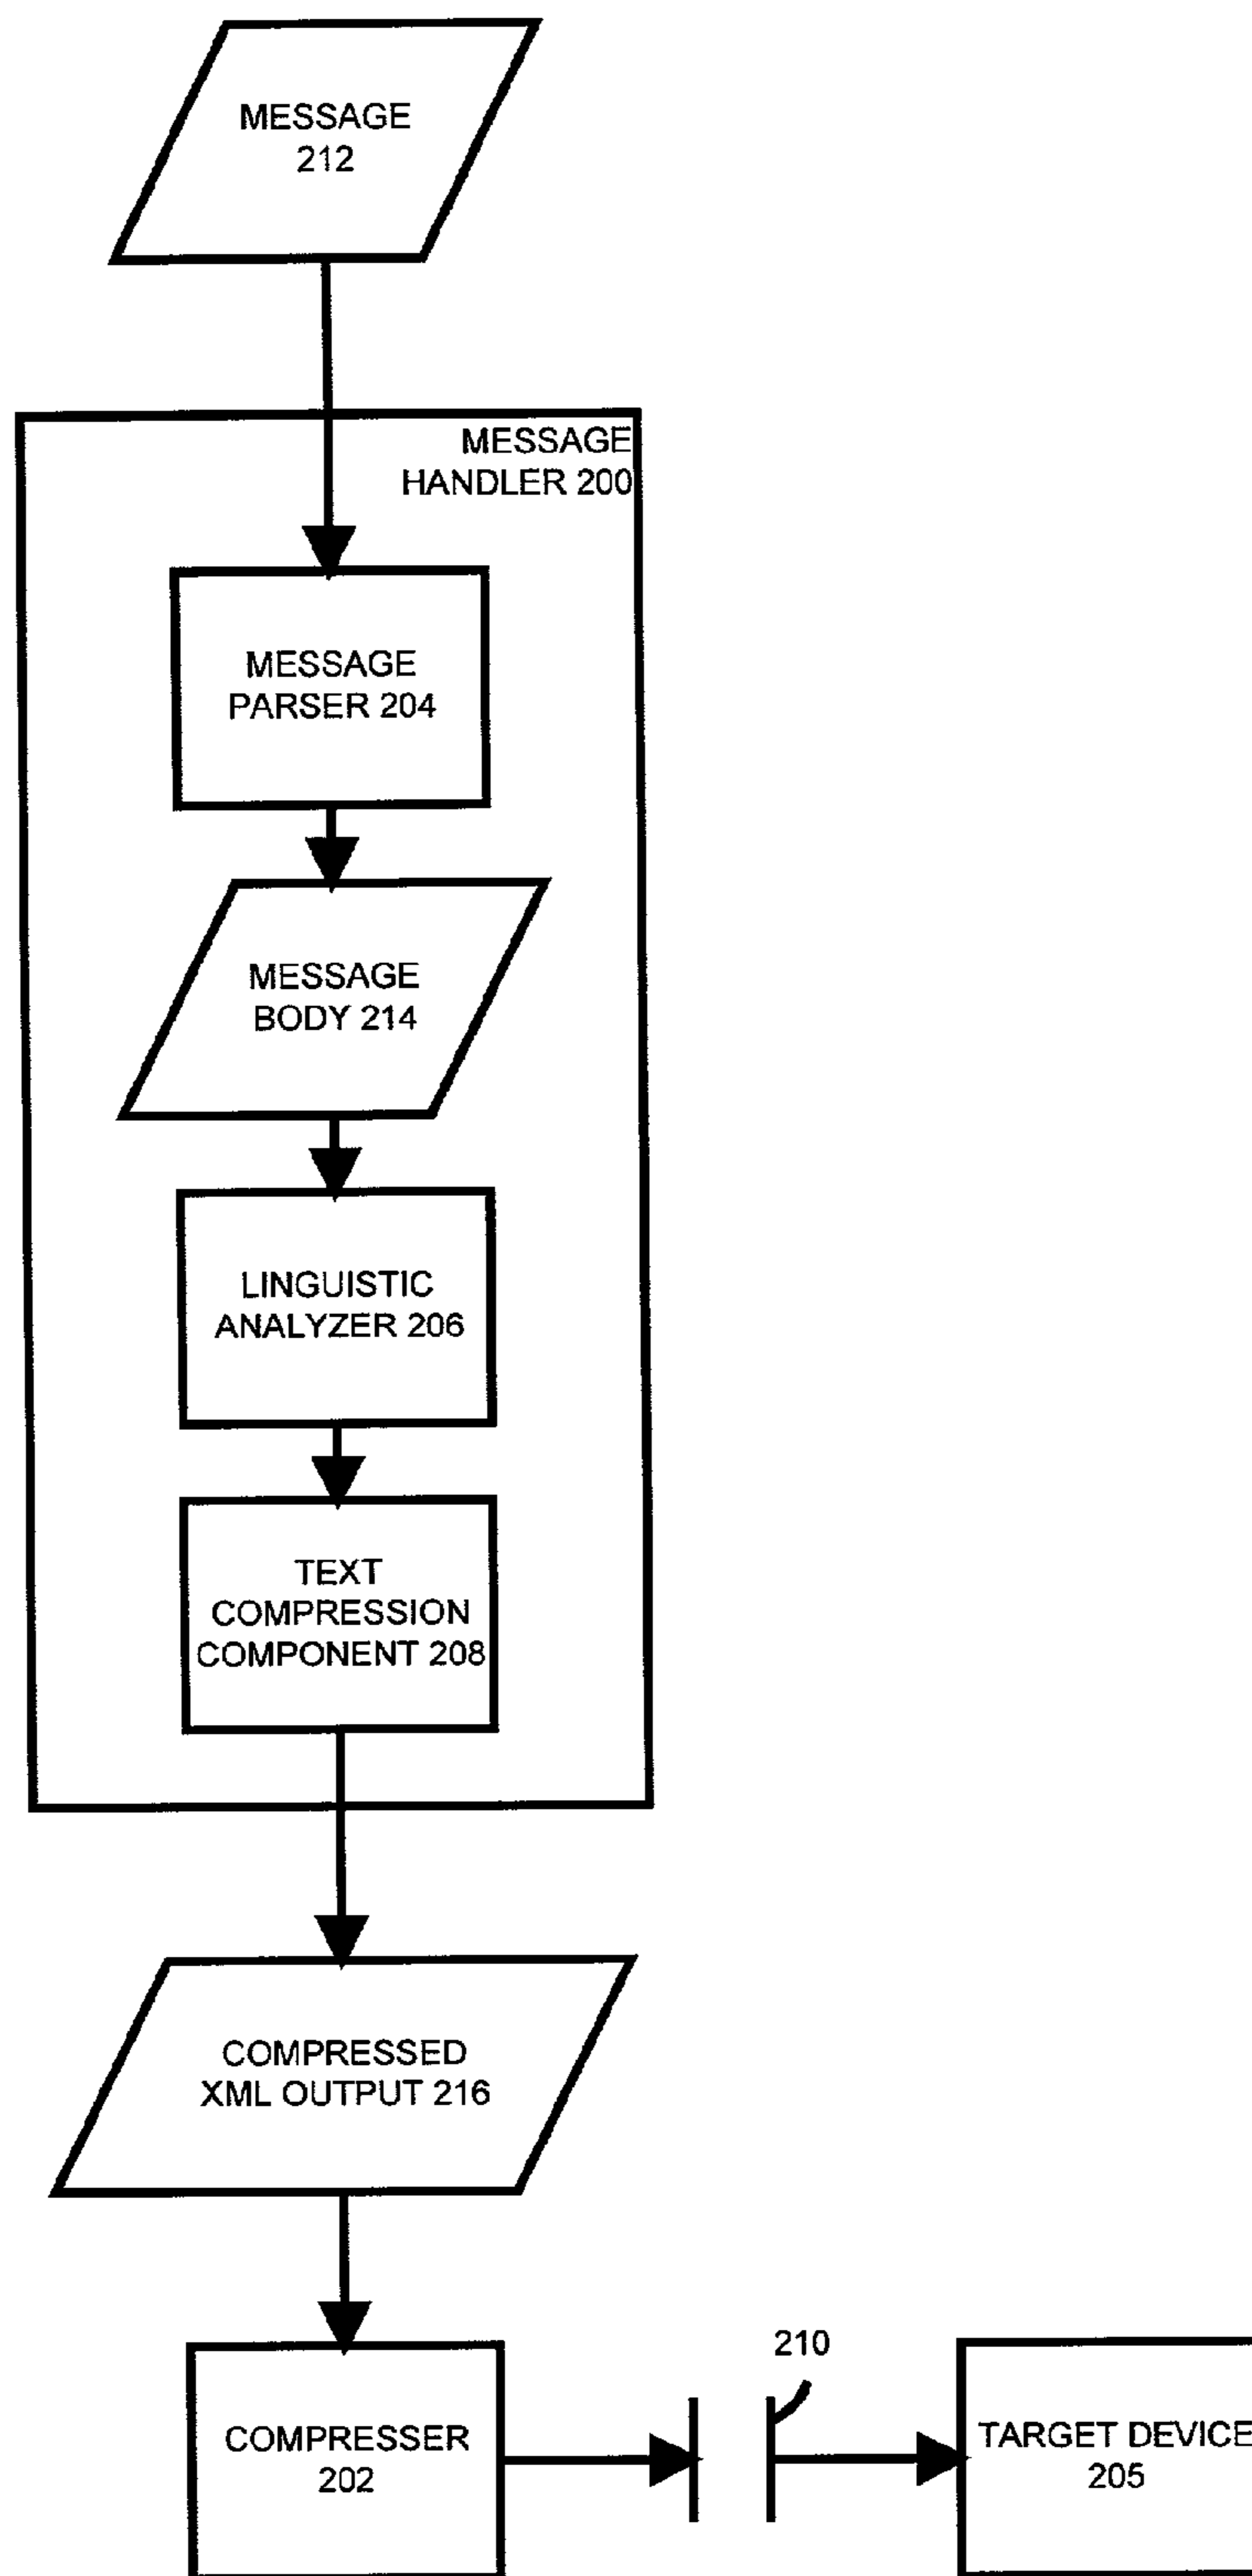 MESSAGE
212
MESSAGE
HANDLER 200
MESSAGE
PARSER 204
MESSAGE
BODY 214
LINGUISTIC
ANALYZER 206
TEXT
COMPRESSION
COMPONENT 208
COMPRESSED
XML OUTPUT 216
COMPRESSER
202
210
TARGET DEVICE
205